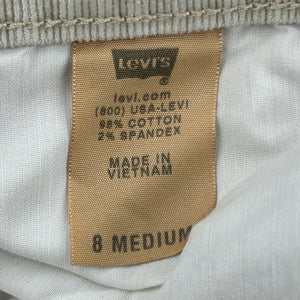 Levi's
levi.com
(800) USA-LEVI
98% COTTON
2% SPANDEX
MADE IN
VIETNAM
8 MEDIUM